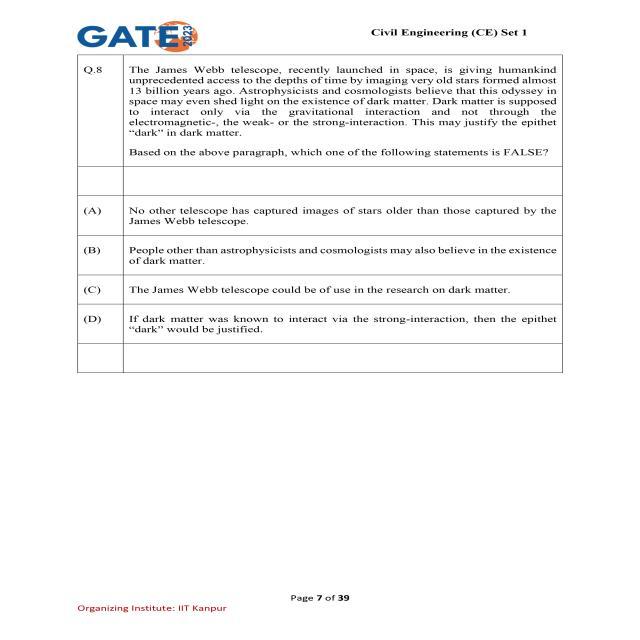 GATE 2023
Civil Engineering (CE) Set 1
Q.8
The James Webb telescope, recently launched in space, is giving humankind
unprecedented access to the depths of time by imaging very old stars formed almost
13 billion years ago. Astrophysicists and cosmologists believe that this odyssey in
space may even shed light on the existence of dark matter. Dark matter is supposed
to interact only via the gravitational interaction and not through the
electromagnetic-, the weak- or the strong-interaction. This may justify the epithet
“dark” in dark matter.
Based on the above paragraph, which one of the following statements is FALSE?
(A)
No other telescope has captured images of stars older than those captured by the
James Webb telescope.
(B)
People other than astrophysicists and cosmologists may also believe in the existence
of dark matter.
(C)
The James Webb telescope could be of use in the research on dark matter.
(D)
If dark matter was known to interact via the strong-interaction, then the epithet
“dark” would be justified.
Page 7 of 39
Organizing Institute: IIT Kanpur